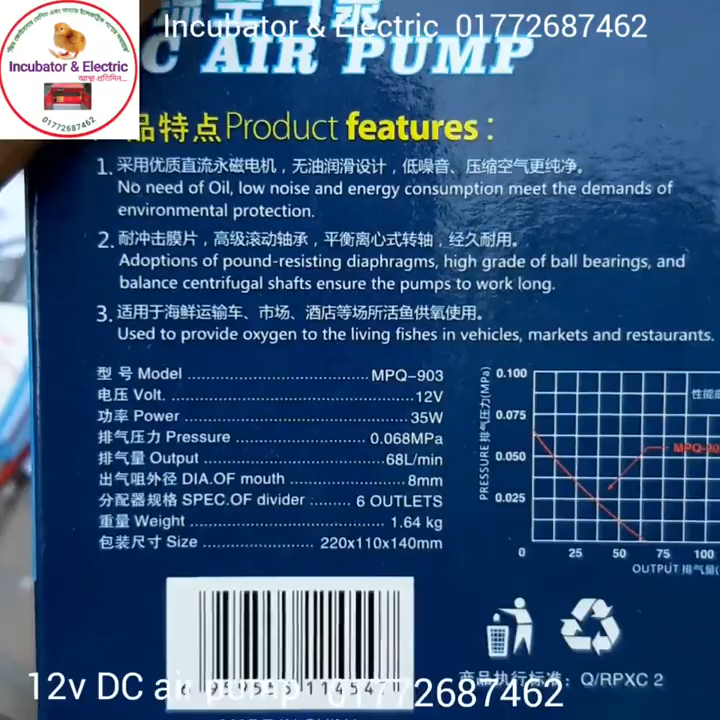 Incubator & Electric 01772687462
C AIR PUMP
Incubator & Electric
আস্থা প্রতিদিন...
01772687462
品特点 Product features :
1. 采用优质直流永磁电机，无油润滑设计，低噪音、压缩空气更纯净。
No need of Oil, low noise and energy consumption meet the demands of
environmental protection.
2. 耐冲击膜片，高级滚动轴承，平衡离心式转轴，经久耐用。
Adoptions of pound-resisting diaphragms, high grade of ball bearings, and
balance centrifugal shafts ensure the pumps to work long.
3. 适用于海鲜运输车、市场、酒店等场所活鱼供氧使用。
Used to provide oxygen to the living fishes in vehicles, markets and restaurants.
型 号 Model ........ MPQ-903
电压 Volt. ........ 12V
功率 Power ........ 35W
排气压力 Pressure ........ 0.068MPa
排气量 Output ........ 68L/min
出气咀外径 DIA.OF mouth ........ 8mm
分配器规格 SPEC.OF divider ........ 6 OUTLETS
重量 Weight ........ 1.64 kg
包装尺寸 Size ........ 220x110x140mm
PRESSURE 排气压力(MPa)
0.100
0.075
0.050
0.025
0 25 50 75 100
性能
MPQ-90
OUTPUT 排气量(
商品执行标准：Q/RPXC 2
12v DC air pump 01772687462